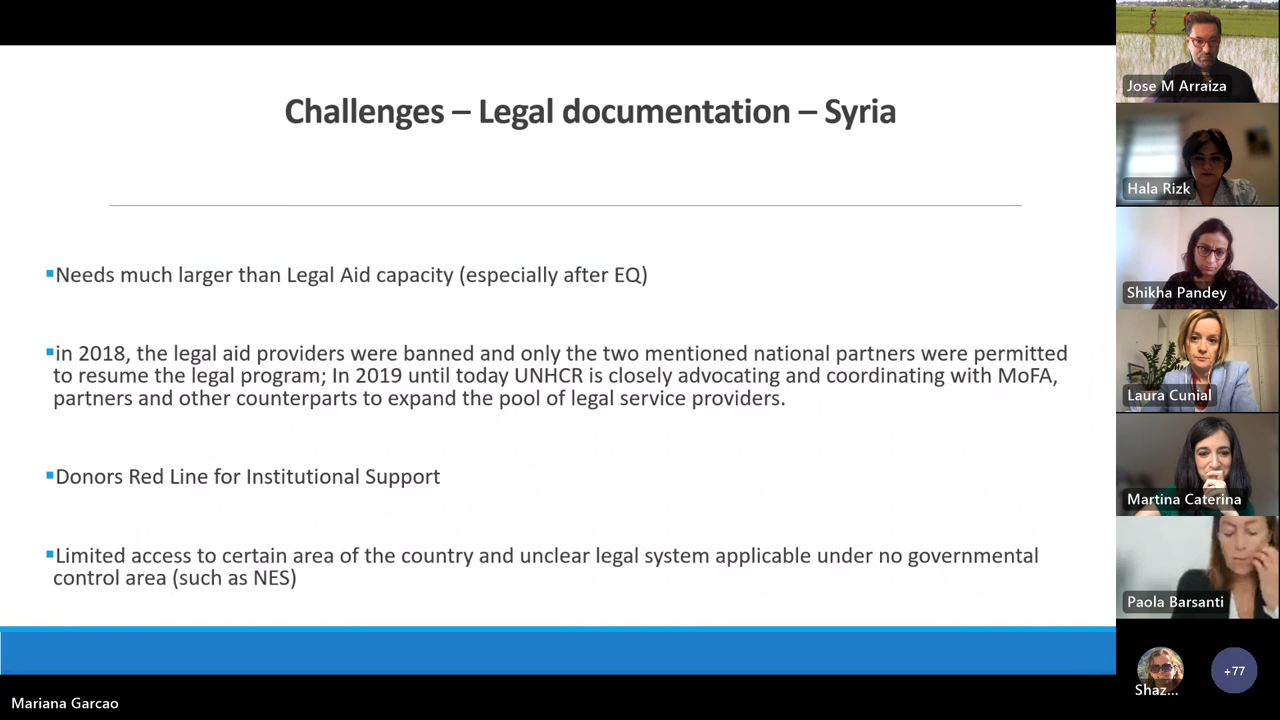 Challenges – Legal documentation – Syria
▪Needs much larger than Legal Aid capacity (especially after EQ)
▪in 2018, the legal aid providers were banned and only the two mentioned national partners were permitted
to resume the legal program; In 2019 until today UNHCR is closely advocating and coordinating with MoFA,
partners and other counterparts to expand the pool of legal service providers.
▪Donors Red Line for Institutional Support
▪Limited access to certain area of the country and unclear legal system applicable under no governmental
control area (such as NES)
Mariana Garcao
Jose M Arraiza
Hala Rizk
Shikha Pandey
Laura Cunial
Martina Caterina
Paola Barsanti
Shaz...
+77